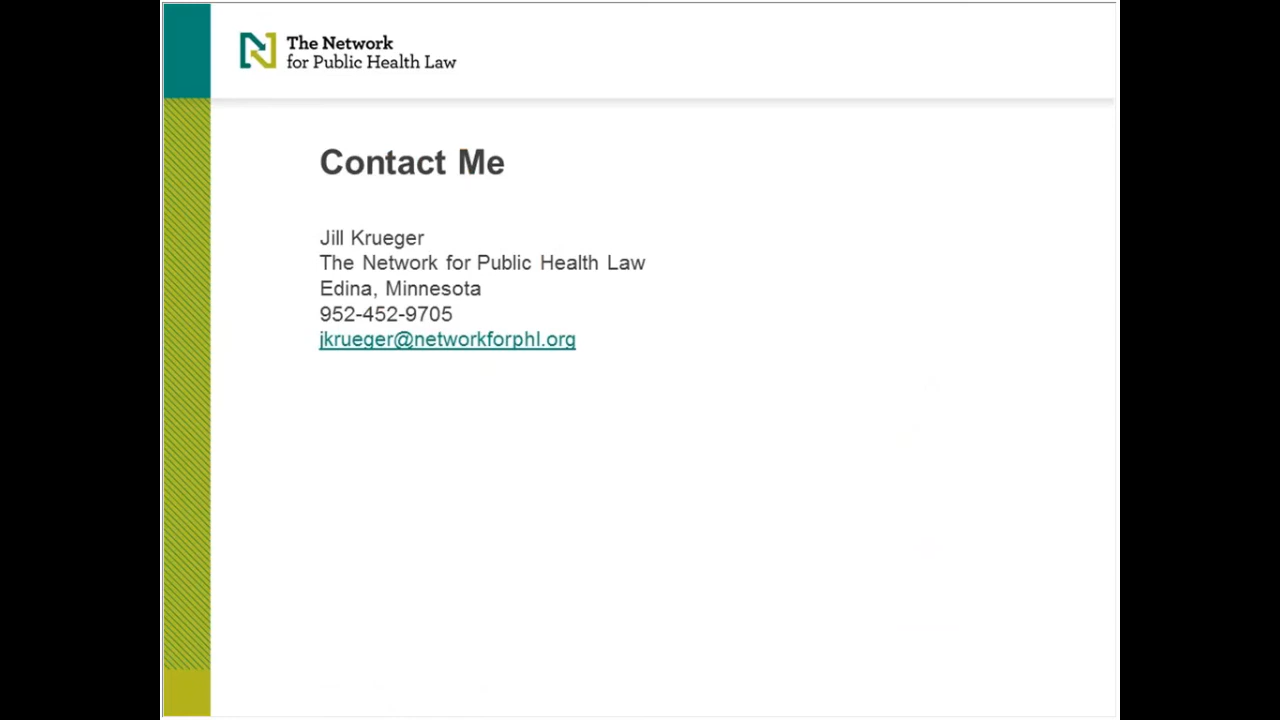 The Network
for Public Health Law
Contact Me
Jill Krueger
The Network for Public Health Law
Edina, Minnesota
952-452-9705
jkrueger@networkforphl.org